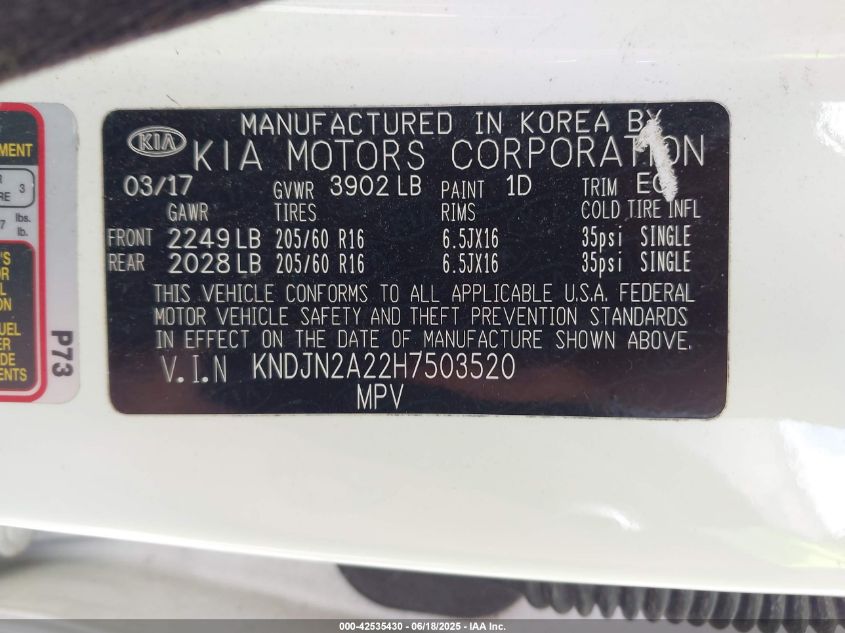 MANUFACTURED IN KOREA BY
KIA KIA MOTORS CORPORATION
03/17 GVWR 3902 LB PAINT 1D TRIM
GAWR TIRES RIMS COLD TIRE INFL
FRONT 2249 LB 205/60 R16 6.5JX16 35psi SINGLE
REAR 2028 LB 205/60 R16 6.5JX16 35psi SINGLE
THIS VEHICLE CONFORMS TO ALL APPLICABLE U.S.A. FEDERAL
MOTOR VEHICLE SAFETY AND THEFT PREVENTION STANDARDS
IN EFFECT ON THE DATE OF MANUFACTURE SHOWN ABOVE.
V.I.N KNDJN2A22H7503520
MPV
3
lbs.
lb.
P73
000-42535430 - 06/18/2025 - IAA Inc.